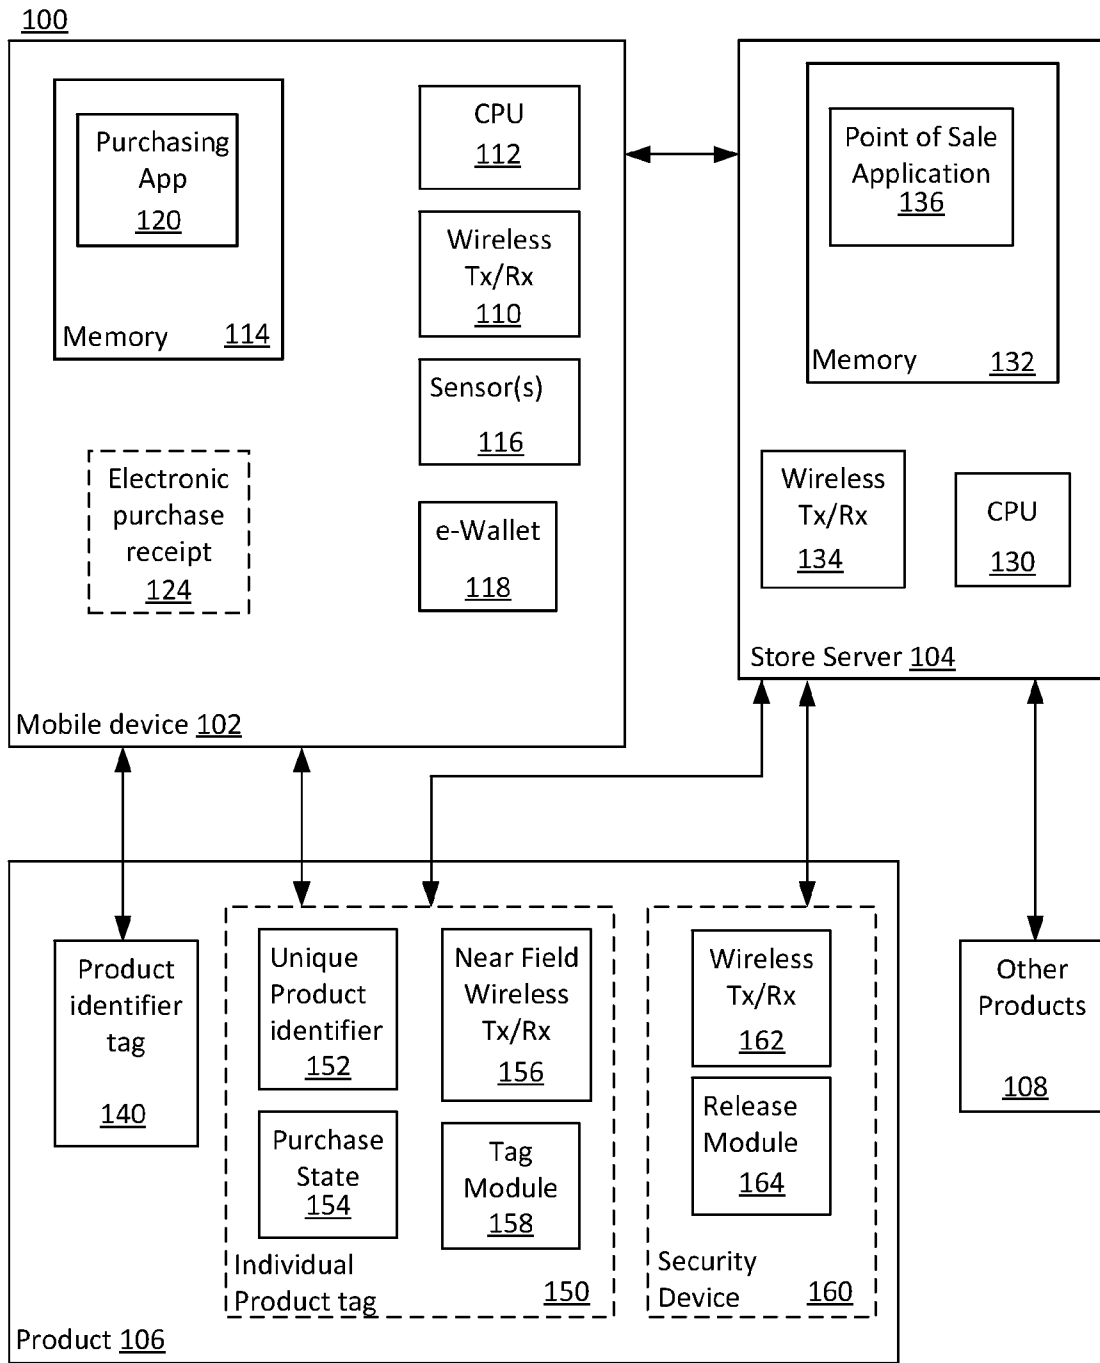 100
Purchasing
App
120
Memory 114
CPU
112
Wireless
Tx/Rx
110
Sensor(s)
116
e-Wallet
118
Electronic
purchase
receipt
124
Mobile device 102
Point of Sale
Application
136
Memory 132
Wireless
Tx/Rx
134
CPU
130
Store Server 104
Product
identifier
tag
140
Unique
Product
identifier
152
Near Field
Wireless
Tx/Rx
156
Purchase
State
154
Tag
Module
158
Individual
Product tag 150
Wireless
Tx/Rx
162
Release
Module
164
Security
Device 160
Product 106
Other
Products
108